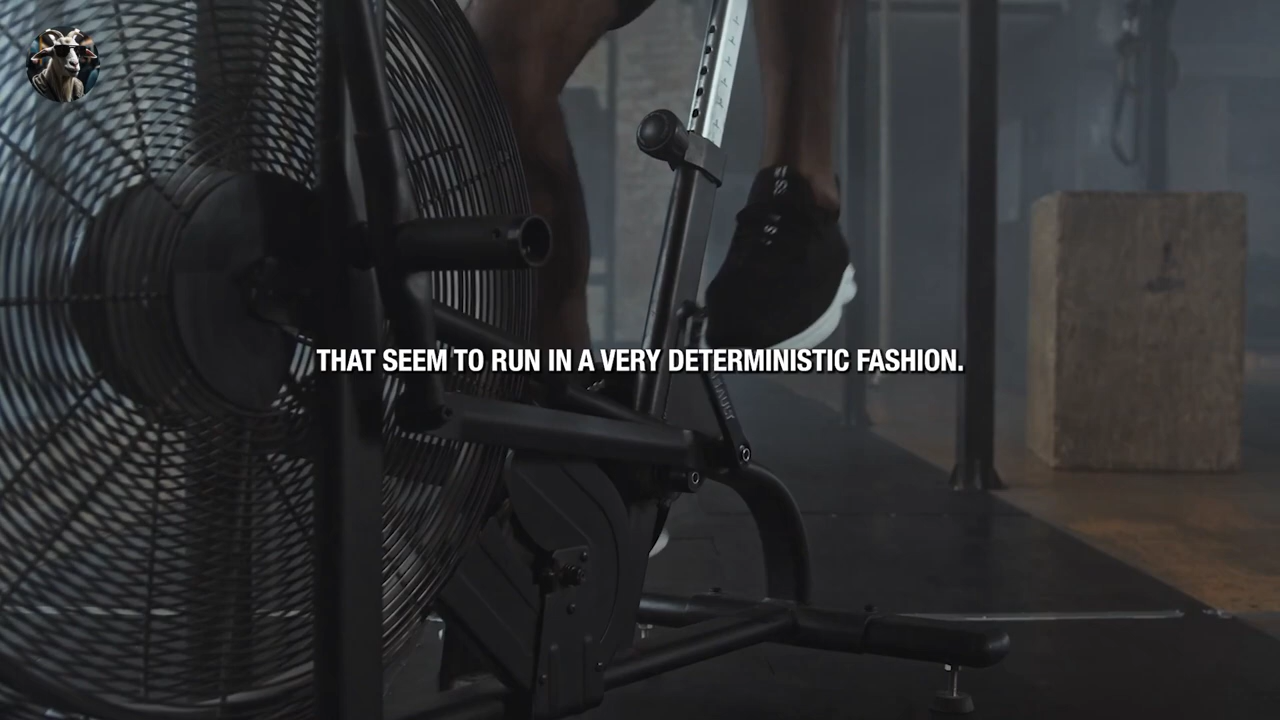 THAT SEEM TO RUN IN A VERY DETERMINISTIC FASHION.